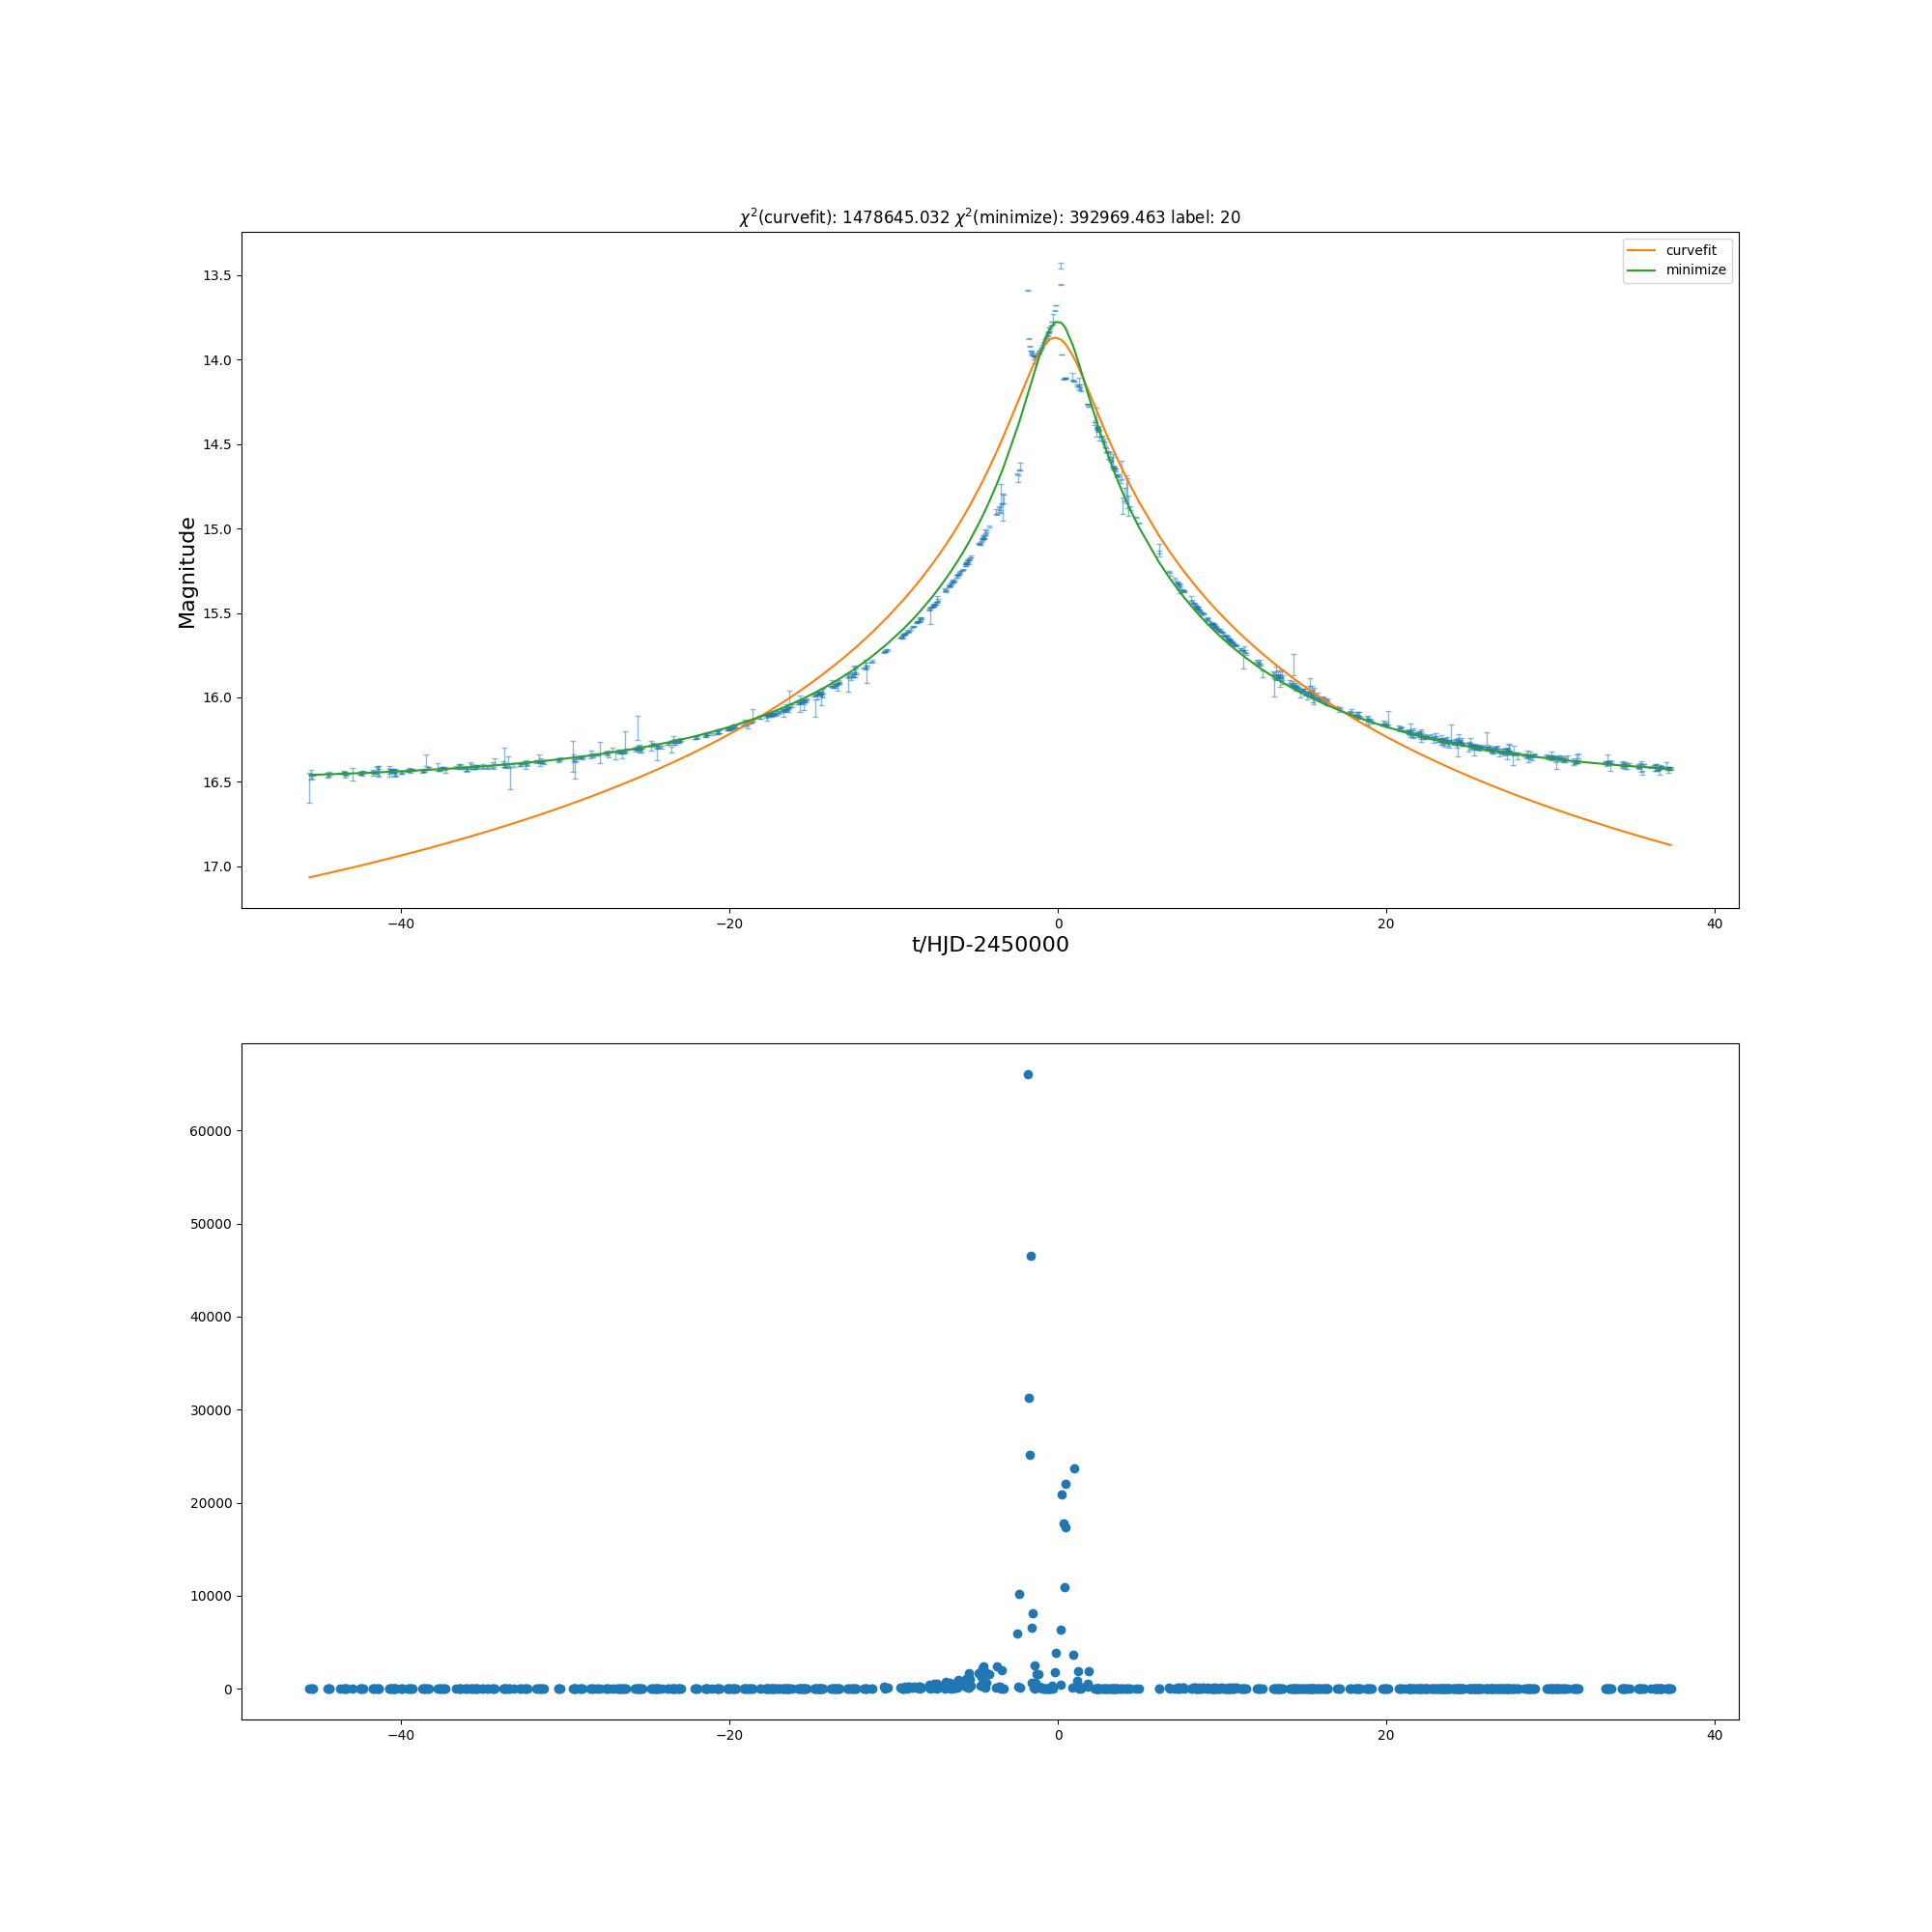 χ²(curvefit): 1478645.032 χ²(minimize): 392969.463 label: 20
curvefit
minimize
Magnitude
13.5
14.0
14.5
15.0
15.5
16.0
16.5
17.0
−40 −20 0 20 40
t/HJD-2450000
60000
50000
40000
30000
20000
10000
0
−40 −20 0 20 40